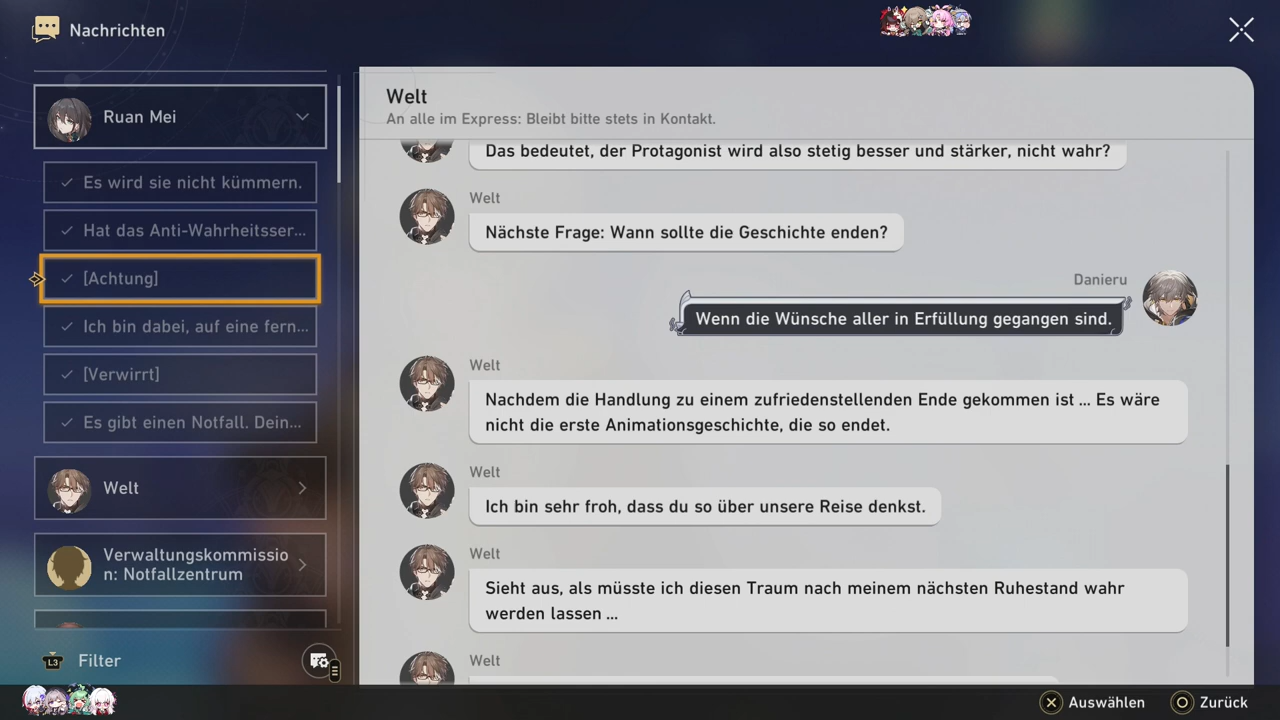 Nachrichten
Ruan Mei
Es wird sie nicht kümmern.
Hat das Anti-Wahrheitsser...
[Achtung]
Ich bin dabei, auf eine fern...
[Verwirrt]
Es gibt einen Notfall. Dein...
Welt
Verwaltungskommissio
n: Notfallzentrum
L3 Filter
Welt
An alle im Express: Bleibt bitte stets in Kontakt.
Das bedeutet, der Protagonist wird also stetig besser und stärker, nicht wahr?
Welt
Nächste Frage: Wann sollte die Geschichte enden?
Danieru
Wenn die Wünsche aller in Erfüllung gegangen sind.
Welt
Nachdem die Handlung zu einem zufriedenstellenden Ende gekommen ist ... Es wäre
nicht die erste Animationsgeschichte, die so endet.
Welt
Ich bin sehr froh, dass du so über unsere Reise denkst.
Welt
Sieht aus, als müsste ich diesen Traum nach meinem nächsten Ruhestand wahr
werden lassen ...
Welt
Auswählen
Zurück